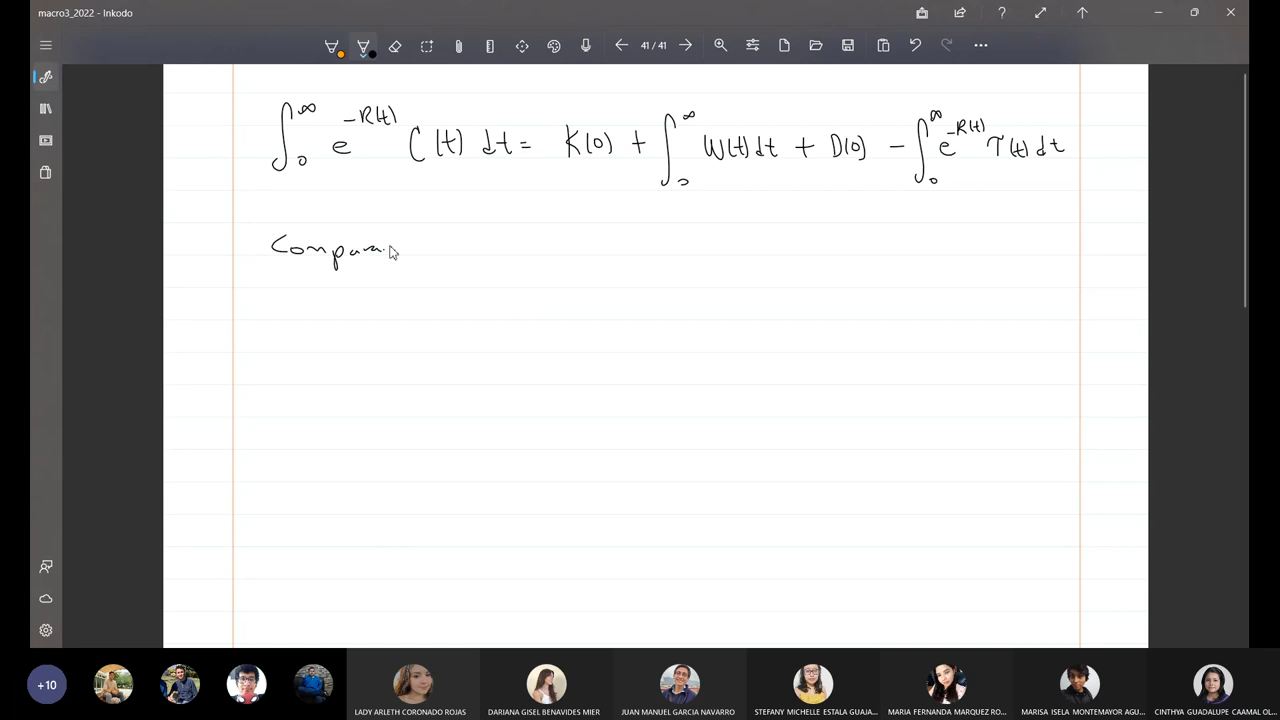 macro3_2022 - Inkodo
41 / 41
∫₀^∞ e^{-R(t)} C(t) dt = K(0) + ∫₀^∞ W(t) dt + D(0) - ∫₀^∞ e^{-R(t)} T(t) dt
Compara
+10
LADY ARLETH CORONADO ROJAS
DARIANA GISEL BENAVIDES MIER
JUAN MANUEL GARCIA NAVARRO
STEFANY MICHELLE ESTALA GUAJA...
MARIA FERNANDA MARQUEZ RO...
MARISA ISELA MONTEMAYOR AGU...
CINTHYA GUADALUPE CAAMAL OL...